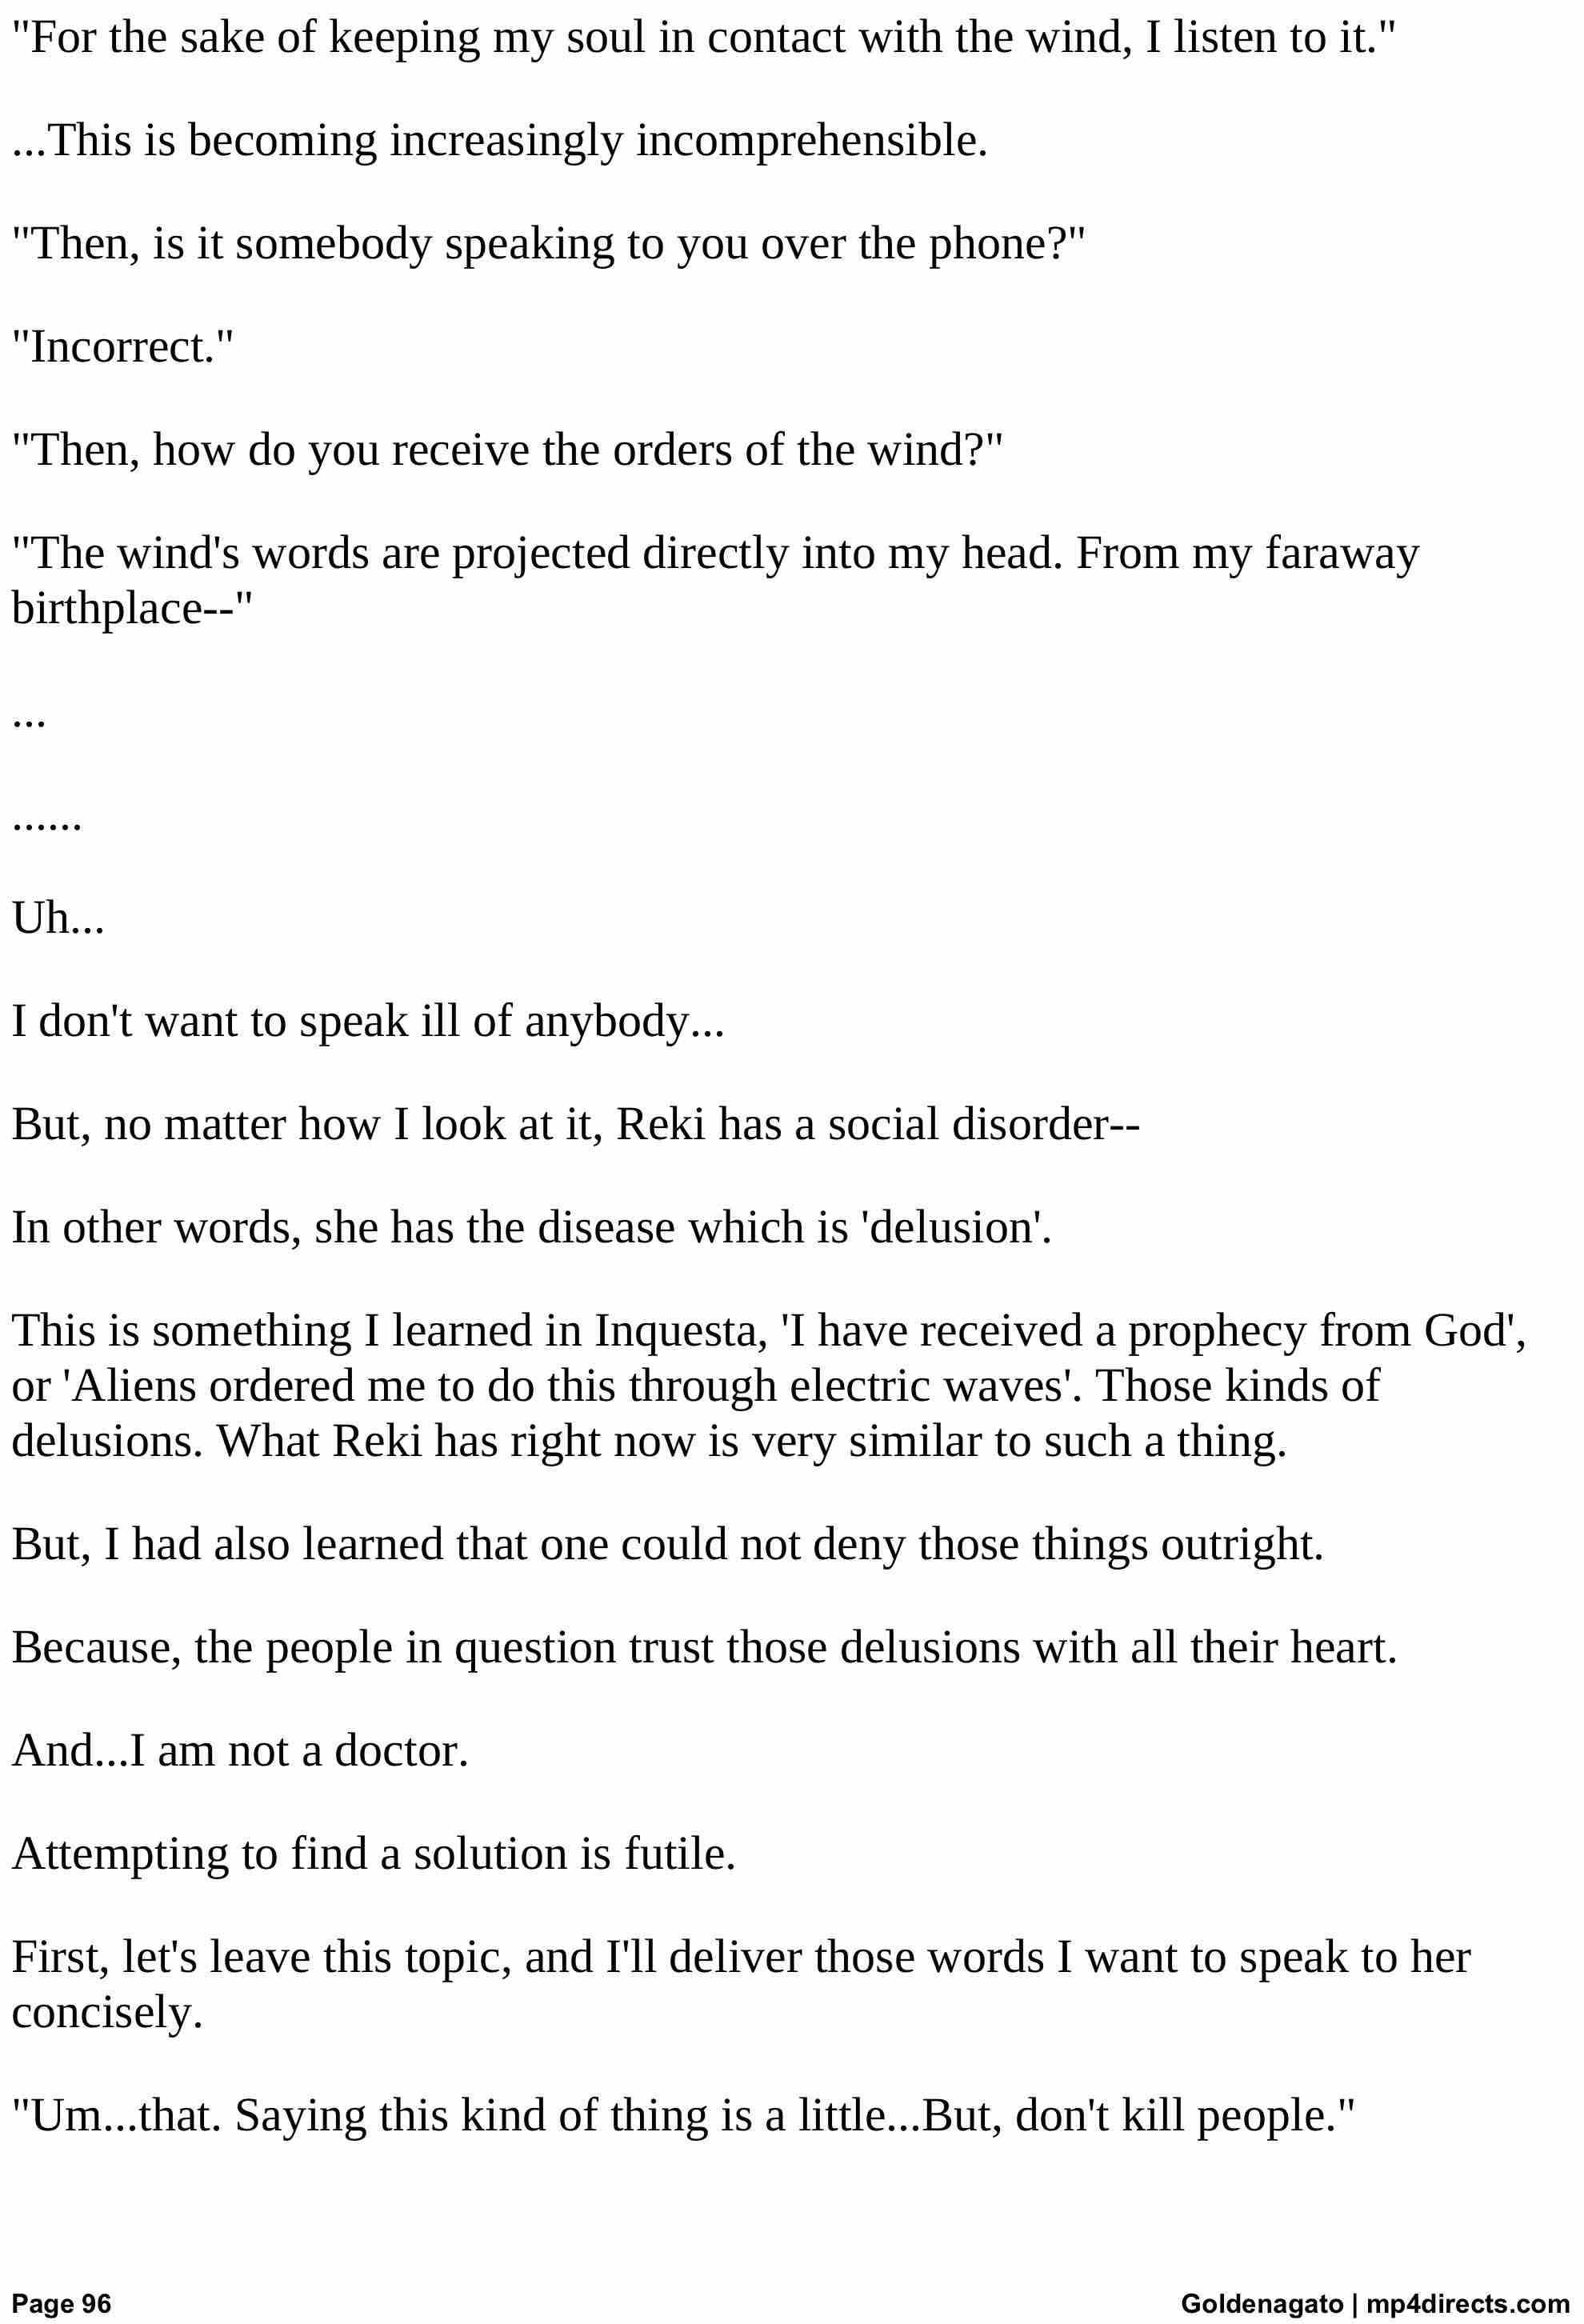 "For the sake of keeping my soul in contact with the wind, I listen to it."
...This is becoming increasingly incomprehensible.
"Then, is it somebody speaking to you over the phone?"
"Incorrect."
"Then, how do you receive the orders of the wind?"
"The wind's words are projected directly into my head. From my faraway
birthplace--"
...
......
Uh...
I don't want to speak ill of anybody...
But, no matter how I look at it, Reki has a social disorder--
In other words, she has the disease which is 'delusion'.
This is something I learned in Inquesta, 'I have received a prophecy from God',
or 'Aliens ordered me to do this through electric waves'. Those kinds of
delusions. What Reki has right now is very similar to such a thing.
But, I had also learned that one could not deny those things outright.
Because, the people in question trust those delusions with all their heart.
And...I am not a doctor.
Attempting to find a solution is futile.
First, let's leave this topic, and I'll deliver those words I want to speak to her
concisely.
"Um...that. Saying this kind of thing is a little...But, don't kill people."
Page 96 Goldenagato | mp4directs.com